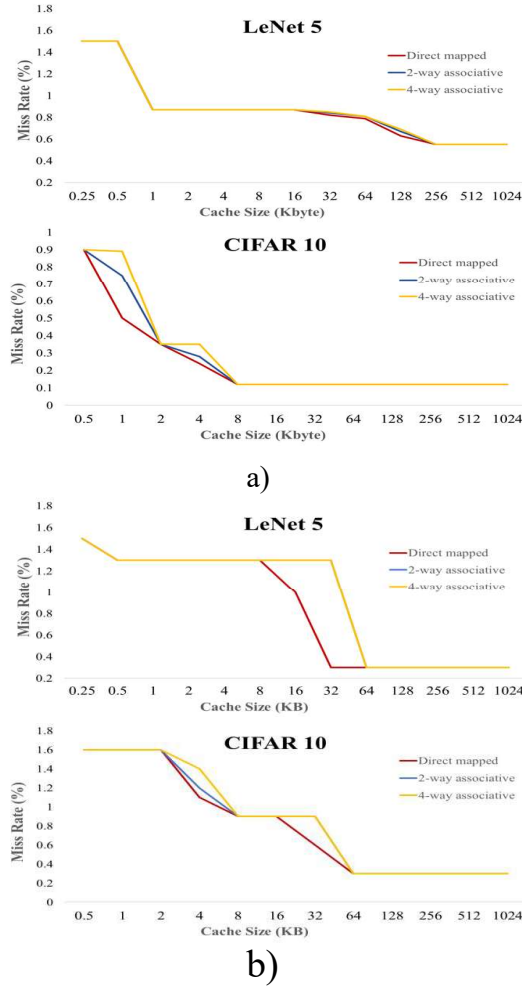 LeNet 5
Miss Rate (%)
1.8
1.6
1.4
1.2
1
0.8
0.6
0.4
0.2
Direct mapped
2-way associative
4-way associative
0.25 0.5 1 2 4 8 16 32 64 128 256 512 1024
Cache Size (Kbyte)
CIFAR 10
Miss Rate (%)
1
0.9
0.8
0.7
0.6
0.5
0.4
0.3
0.2
0.1
0
Direct mapped
2-way associative
4-way associative
0.5 1 2 4 8 16 32 64 128 256 512 1024
Cache Size (Kbyte)
a)
LeNet 5
Miss Rate (%)
1.8
1.6
1.4
1.2
1
0.8
0.6
0.4
0.2
Direct mapped
2-way associative
4-way associative
0.25 0.5 1 2 4 8 16 32 64 128 256 512 1024
Cache Size (KB)
CIFAR 10
Miss Rate (%)
1.8
1.6
1.4
1.2
1
0.8
0.6
0.4
0.2
0
Direct mapped
2-way associative
4-way associative
0.5 1 2 4 8 16 32 64 128 256 512 1024
Cache Size (KB)
b)